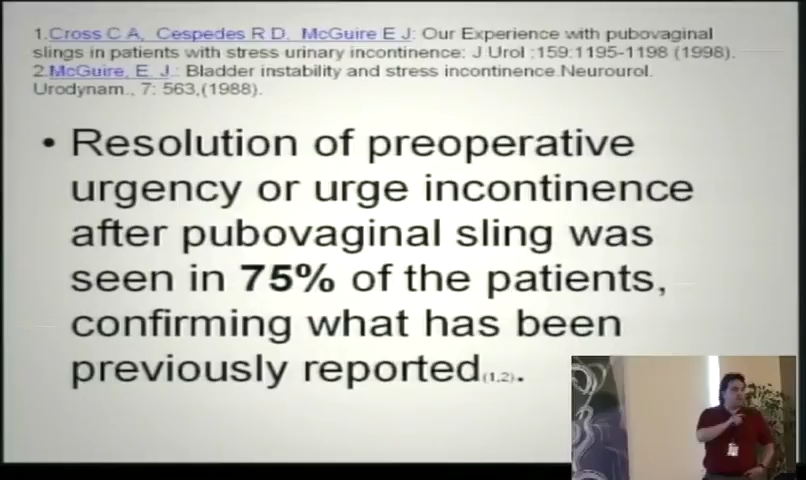 1.Cross C A, Cespedes R D, McGuire E J: Our Experience with pubovaginal
slings in patients with stress urinary incontinence: J Urol :159:1195-1198 (1998).
2.McGuire, E. J.: Bladder instability and stress incontinence.Neurourol.
Urodynam., 7: 563,(1988).
• Resolution of preoperative
urgency or urge incontinence
after pubovaginal sling was
seen in 75% of the patients,
confirming what has been
previously reported(1,2).